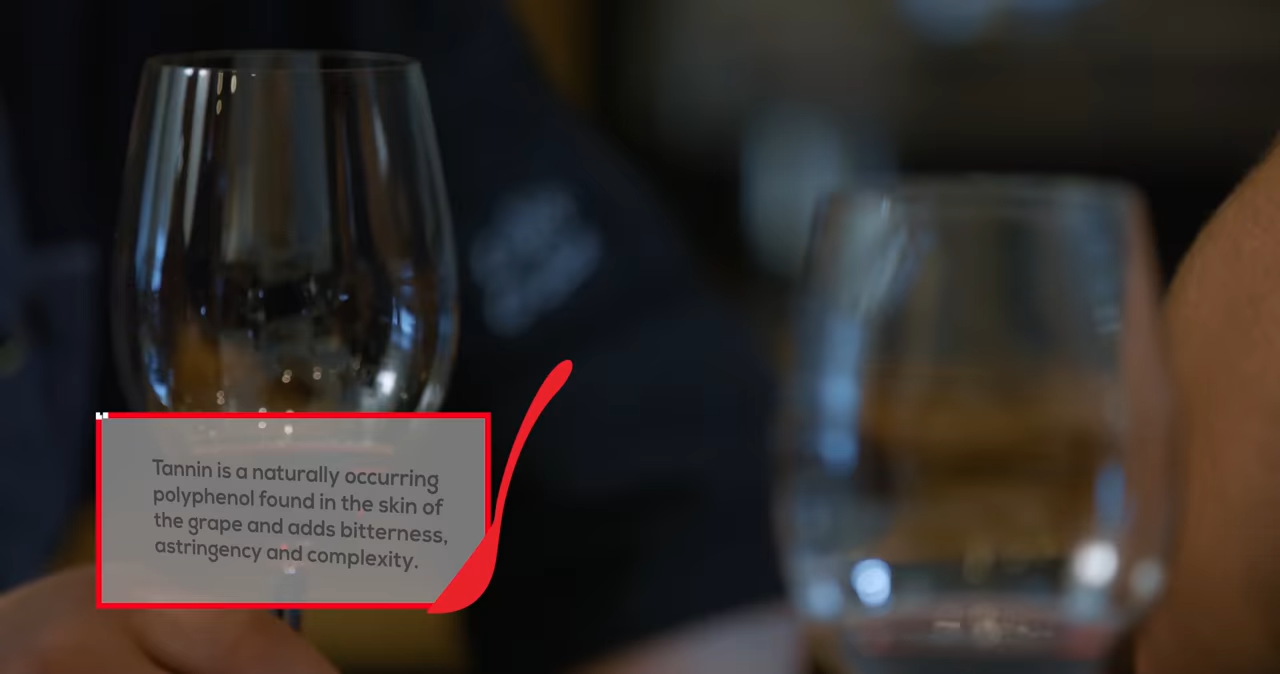 Tannin is a naturally occurring
polyphenol found in the skin of
the grape and adds bitterness,
astringency and complexity.